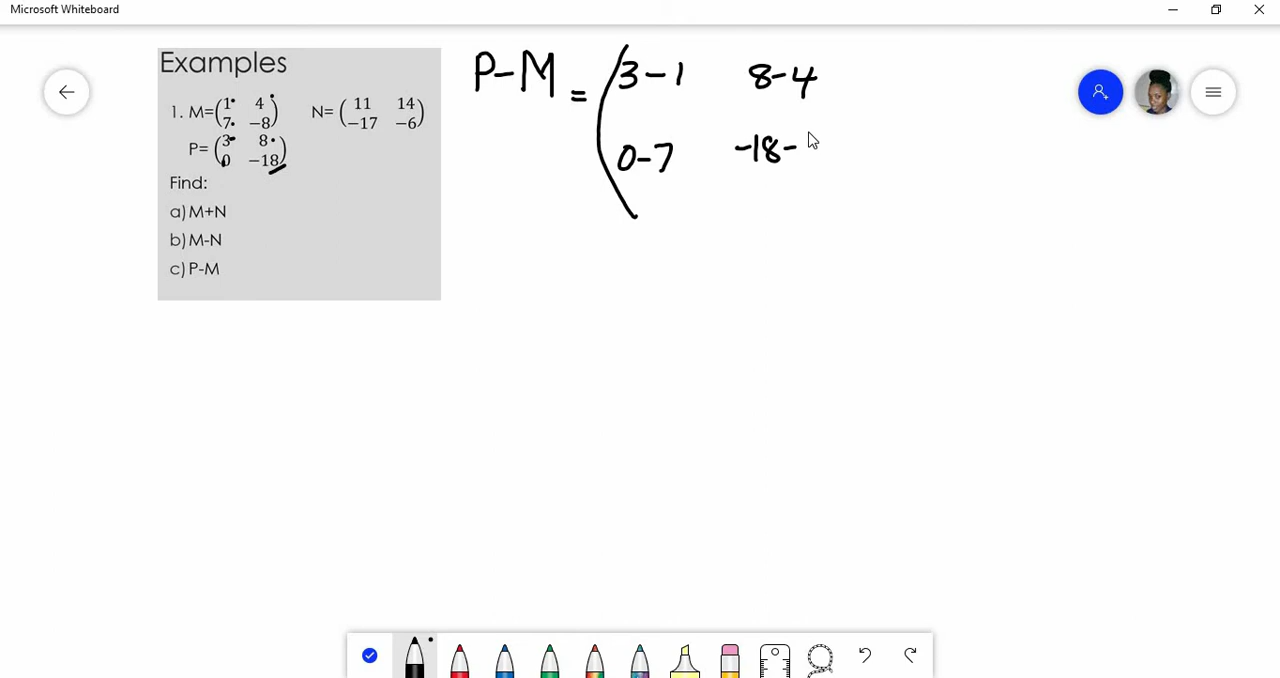 Microsoft Whiteboard
Examples
1. M=(1 4
7 −8) N= (11 14
−17 −6)
P= (3 8
0 −18)
Find:
a) M+N
b) M-N
c) P-M
P-M = (3-1 8-4
0-7 -18-